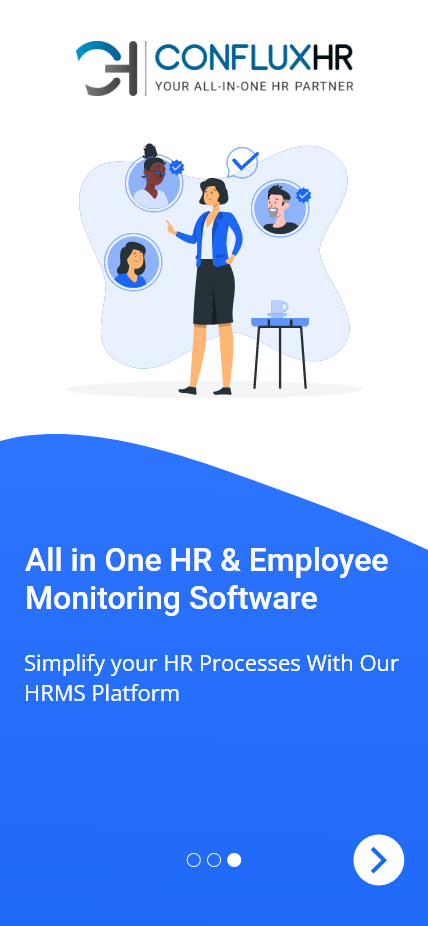 CONFLUXHR
YOUR ALL-IN-ONE HR PARTNER
All in One HR & Employee
Monitoring Software
Simplify your HR Processes With Our
HRMS Platform